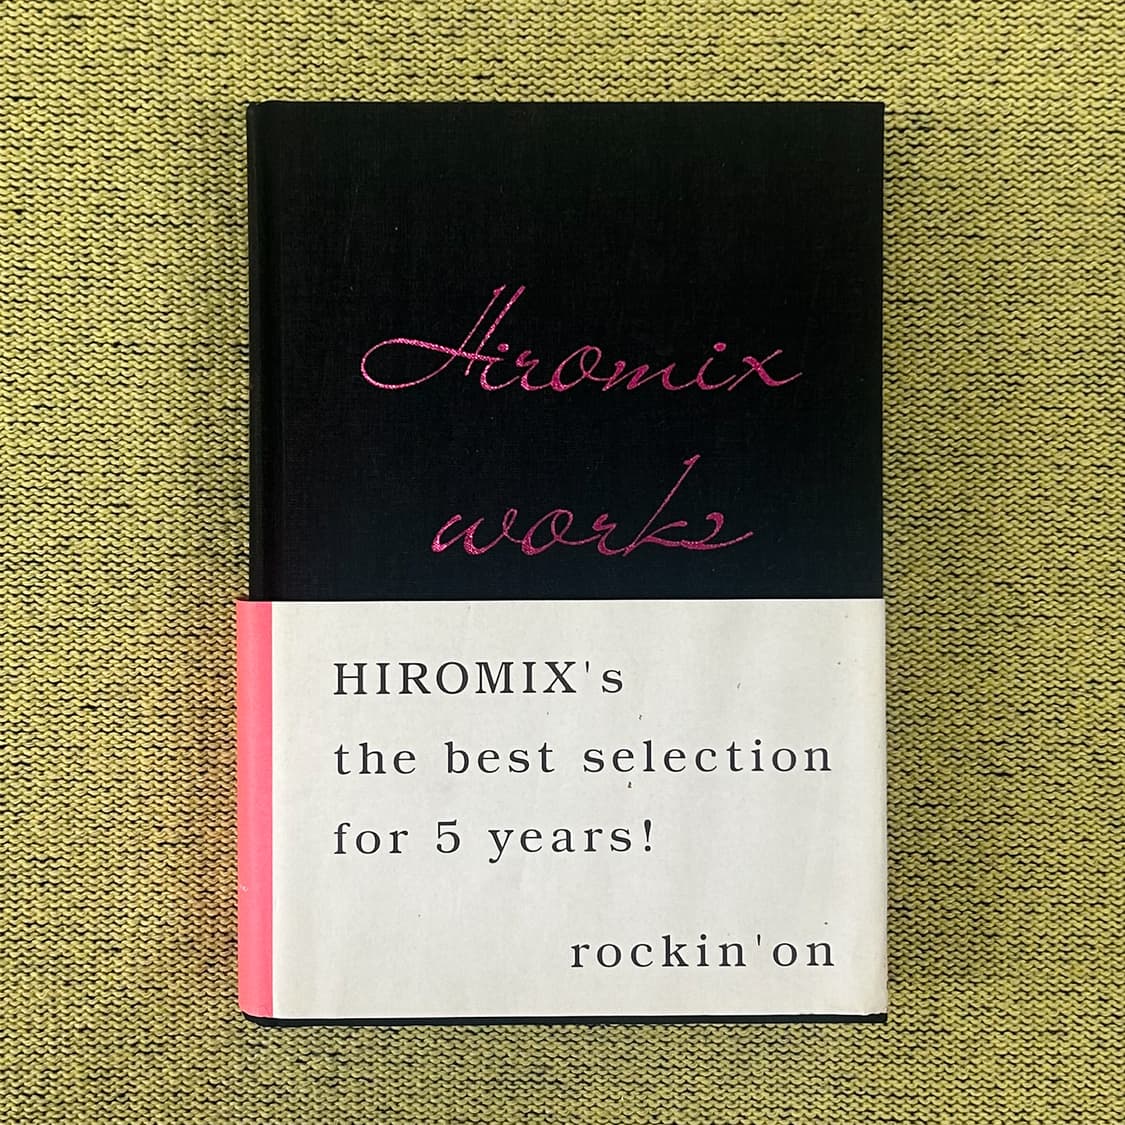 Hiromix
works
HIROMIX's
the best selection
for 5 years!
rockin'on